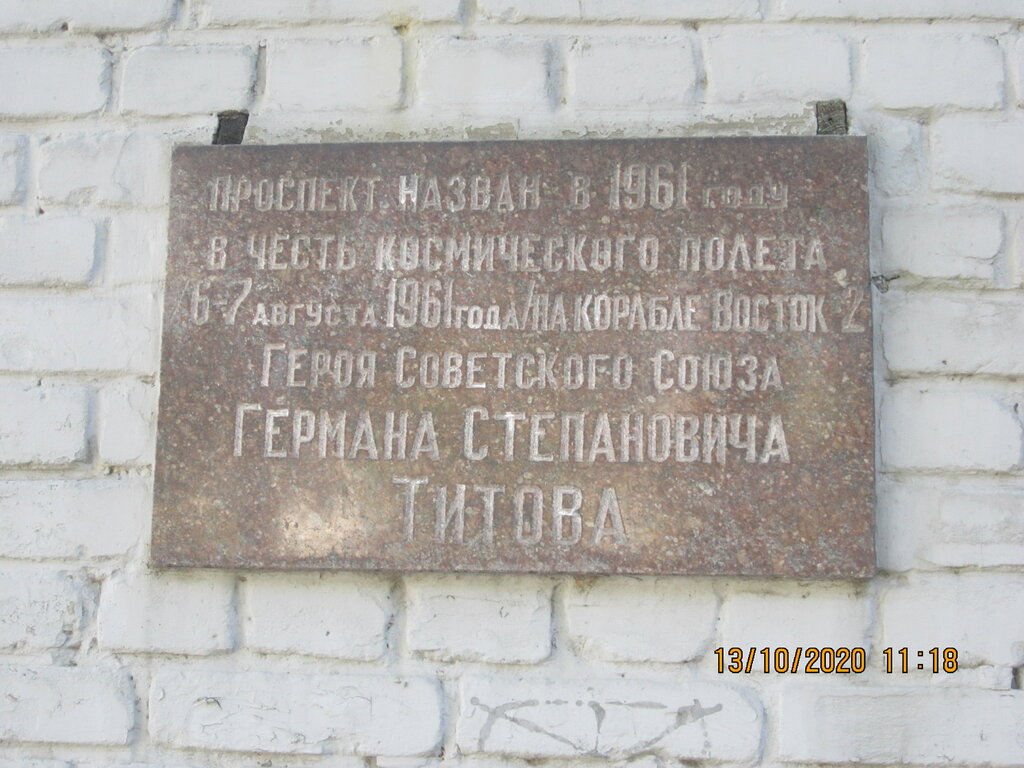 Проспект назван в 1961 году
в честь космического полета
6-7 августа 1961 года на корабле Восток 2
Героя Советского Союза
Германа Степановича
Титова
13/10/2020 11:18